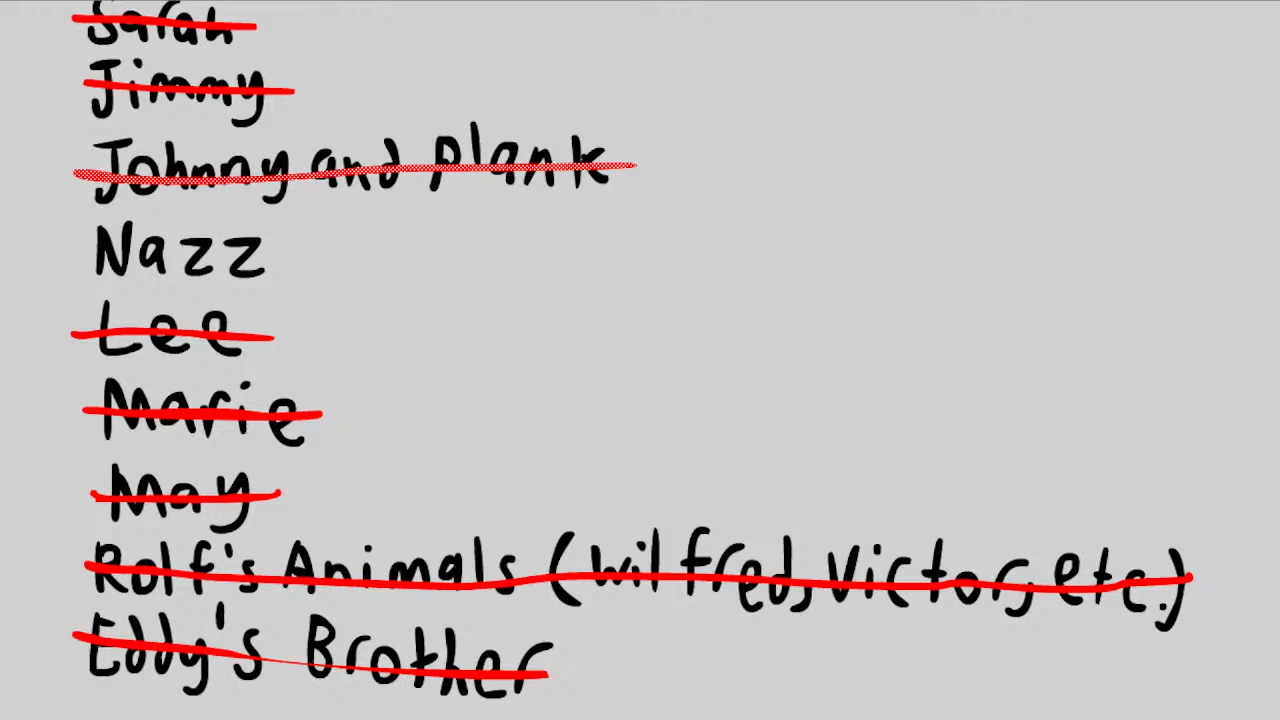 Sarah
Jimmy
Johnny and Plank
Nazz
Lee
Marie
May
Rolf's Animals (Wilfred, Victor, etc.)
Eddy's Brother